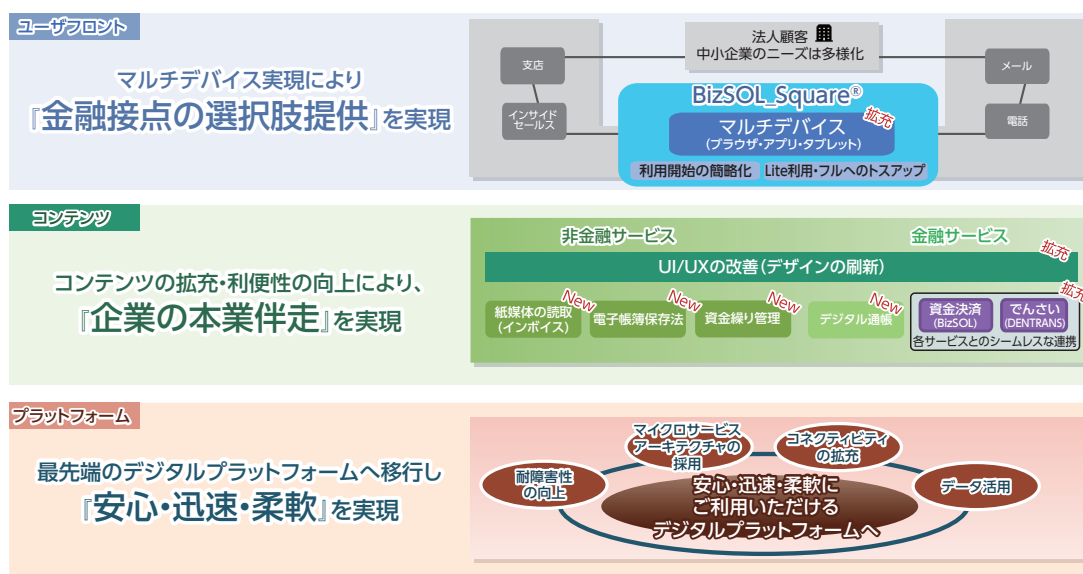 ユーザフロント
マルチデバイス実現により
『金融接点の選択肢提供』を実現
法人顧客
中小企業のニーズは多様化
支店
インサイド
セールス
メール
電話
BizSOL_Square®
マルチデバイス
(ブラウザ・アプリ・タブレット)
拡充
利用開始の簡略化
Lite利用・フルへのトスアップ
コンテンツ
コンテンツの拡充・利便性の向上により、
『企業の本業伴走』を実現
非金融サービス
金融サービス
UI/UXの改善(デザインの刷新)
拡充
紙媒体の読取
(インボイス)
New
電子帳簿保存法
New
資金繰り管理
New
デジタル通帳
New
資金決済
(BizSOL)
でんさい
(DENTRANS)
拡充
各サービスとのシームレスな連携
プラットフォーム
最先端のデジタルプラットフォームへ移行し
『安心・迅速・柔軟』を実現
耐障害性
の向上
マイクロサービス
アーキテクチャの
採用
コネクティビティ
の拡充
データ活用
安心・迅速・柔軟に
ご利用いただける
デジタルプラットフォームへ